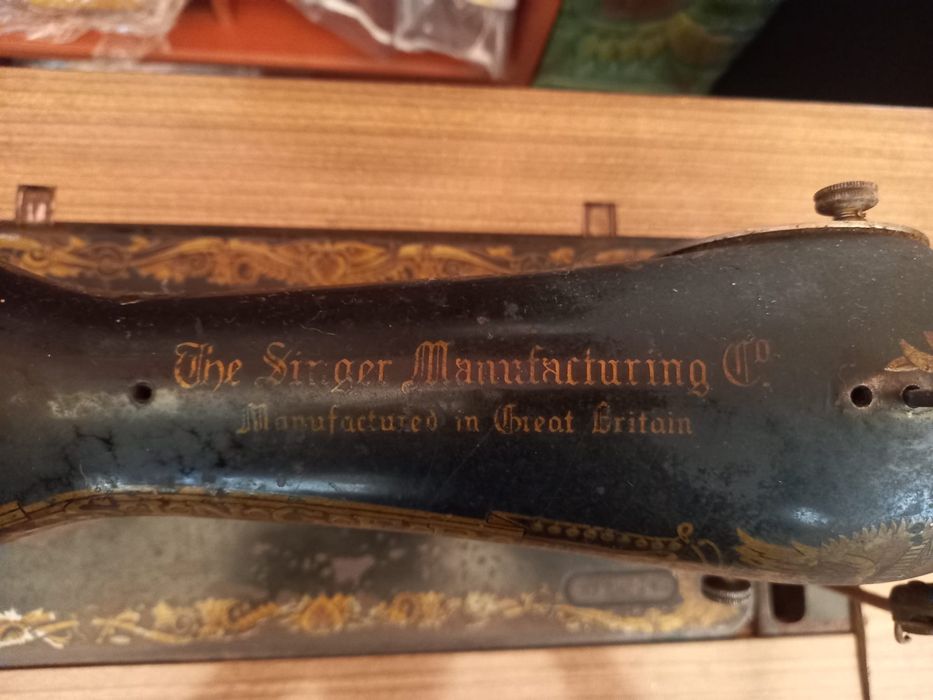 The Singer Manufacturing Co.
Manufactured in Great Britain